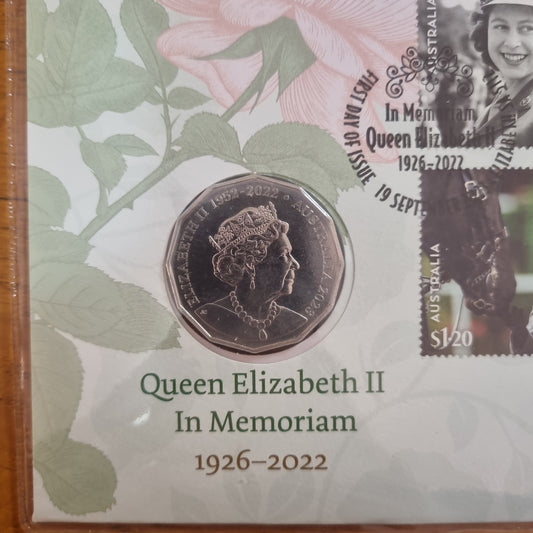 AUSTRALIA
In Memoriam
Queen Elizabeth II
1926-2022
FIRST DAY OF ISSUE
19 SEPTEMBER
AUSTRALIA
$1.20
ELIZABETH II 1952-2022 • AUSTRALIA 2023
Queen Elizabeth II
In Memoriam
1926–2022